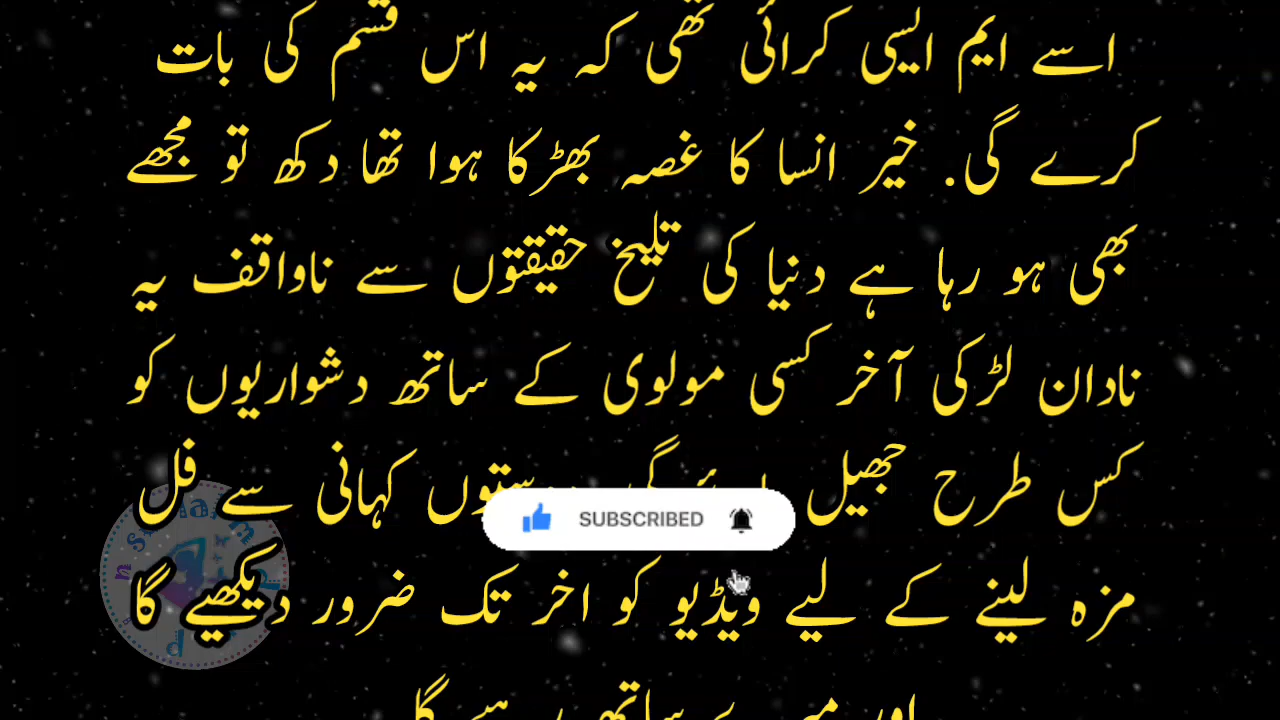 اسے ایم ایسی کرائی تھی کہ یہ اس قسم کی بات
کرے گی. خیر انسا کا غصہ بھڑکا ہوا تھا دکھ تو مجھے
بھی ہو رہا ہے دنیا کی تلیخ حقیقتوں سے ناواقف یہ
نادان لڑکی آخر کسی مولوی کے ساتھ دشواریوں کو
کس طرح جھیل گی کہانی سے فل
SUBSCRIBED
مزہ لینے کے لیے ویڈیو کو اخر تک ضرور دیکھیے گا